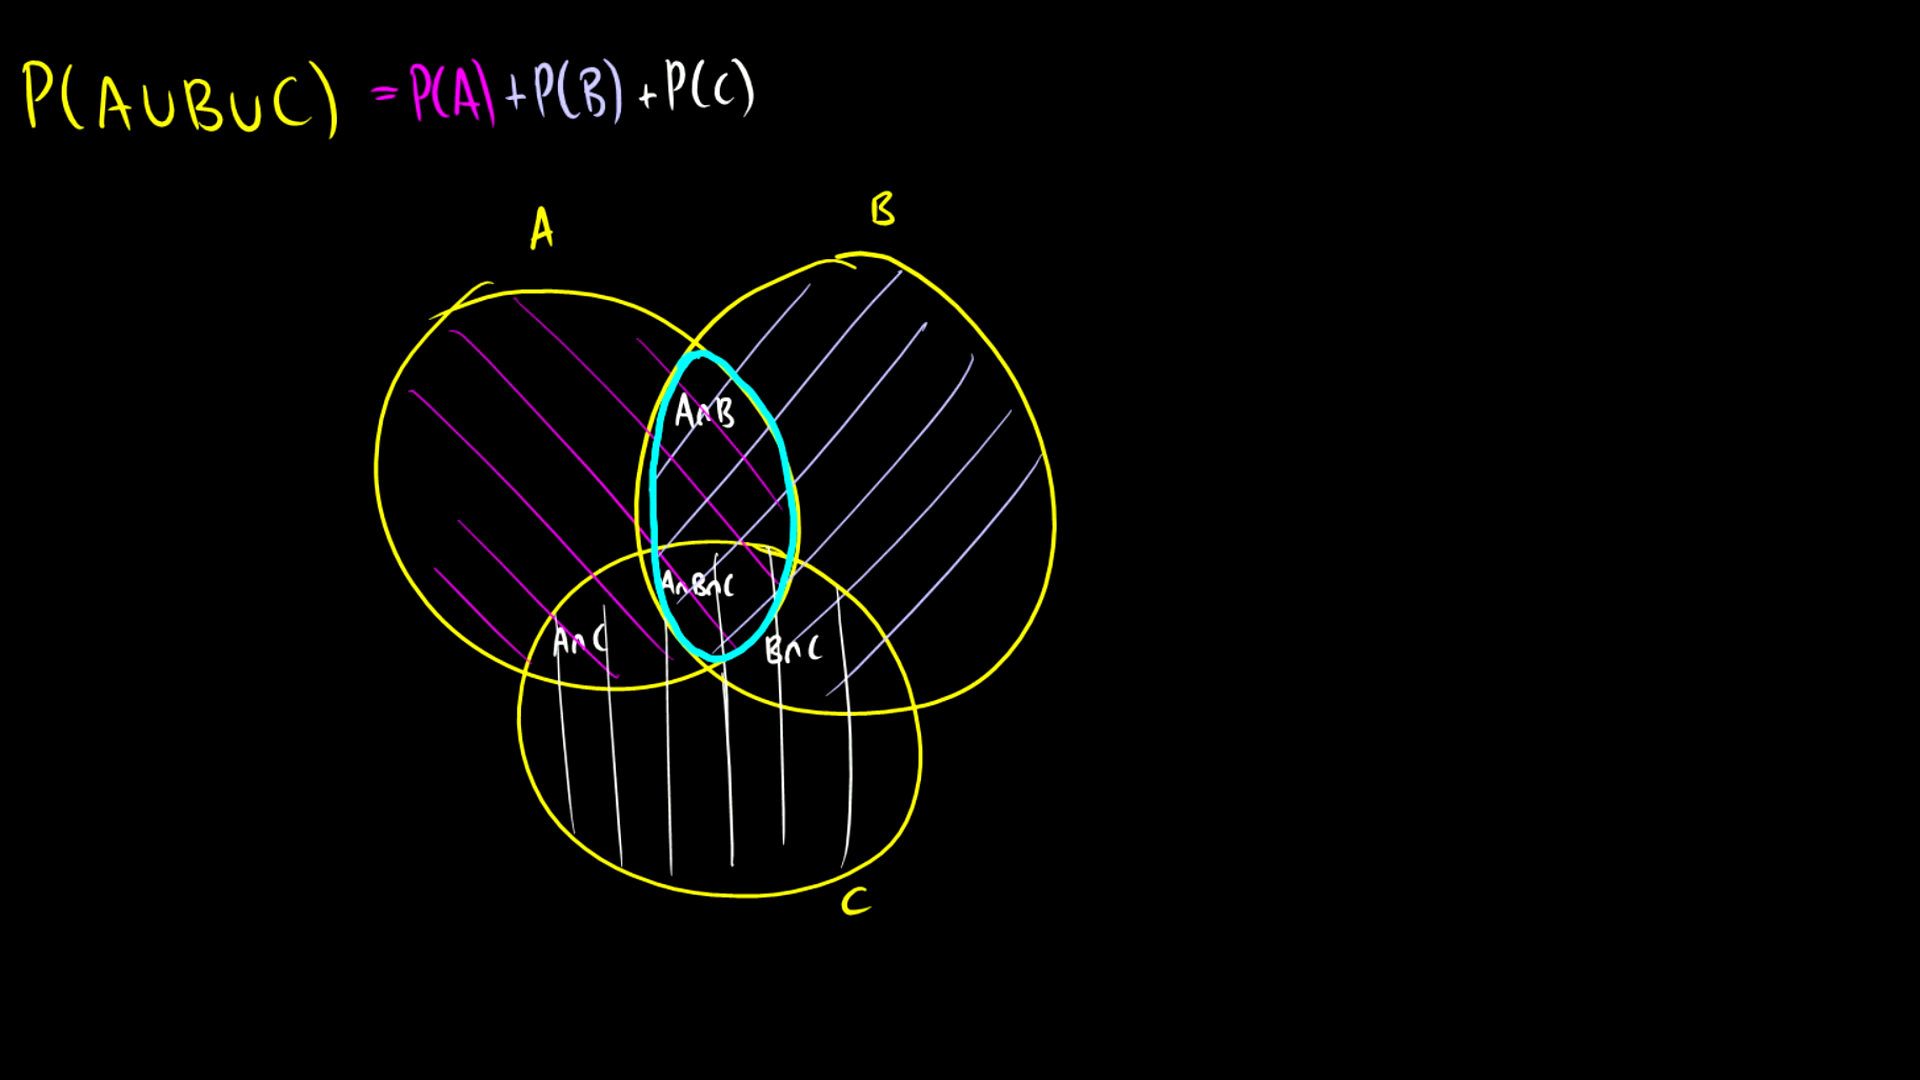 P(A∪B∪C) = P(A) + P(B) + P(C)
A
B
A∩B
A∩B∩C
A∩C
B∩C
C